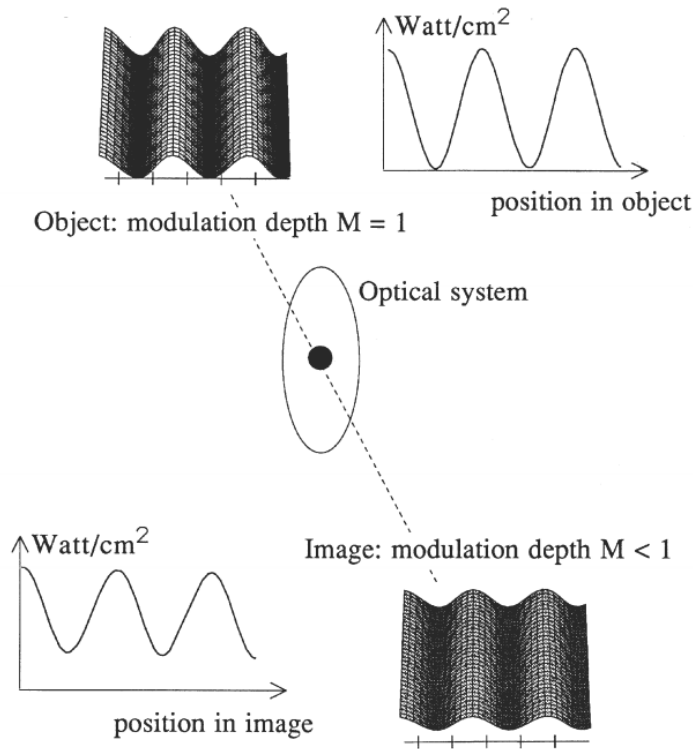 Watt/cm²
position in object
Object: modulation depth M = 1
Optical system
Watt/cm²
Image: modulation depth M < 1
position in image